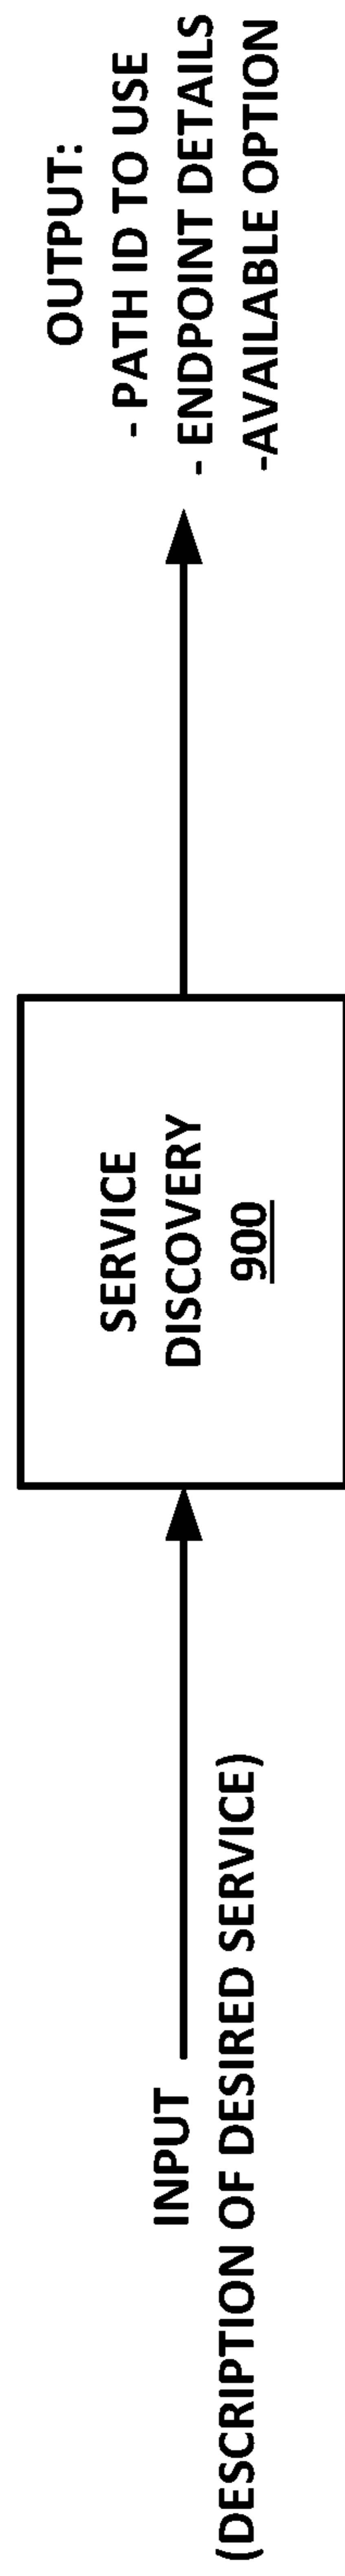 INPUT
(DESCRIPTION OF DESIRED SERVICE)
SERVICE
DISCOVERY
900
OUTPUT:
- PATH ID TO USE
- ENDPOINT DETAILS
-AVAILABLE OPTION